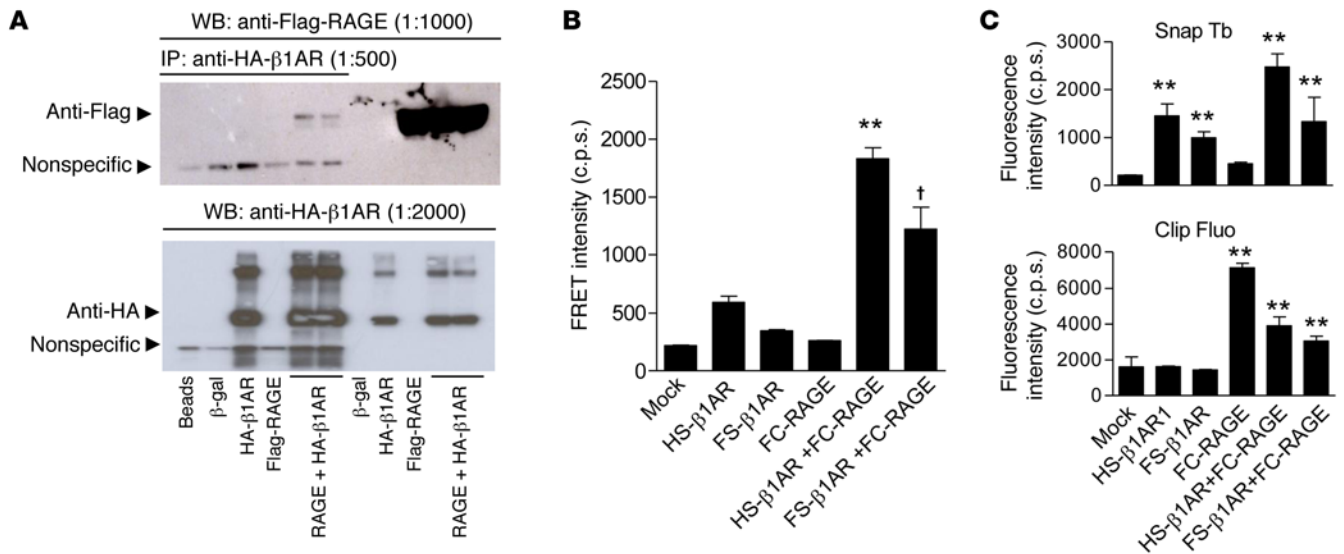 A
WB: anti-Flag-RAGE (1:1000)
IP: anti-HA-β1AR (1:500)
Anti-Flag
Nonspecific
WB: anti-HA-β1AR (1:2000)
Anti-HA
Nonspecific
Beads
β-gal
HA-β1AR
Flag-RAGE
RAGE + HA-β1AR
β-gal
HA-β1AR
Flag-RAGE
RAGE + HA-β1AR
B
FRET intensity (c.p.s.)
2500
2000
1500
1000
500
0
**
†
Mock
HS-β1AR
FS-β1AR
FC-RAGE
HS-β1AR +FC-RAGE
FS-β1AR +FC-RAGE
C
Snap Tb
Fluorescence
intensity (c.p.s.)
3000
2000
1000
0
**
**
**
**
Clip Fluo
Fluorescence
intensity (c.p.s.)
8000
6000
4000
2000
0
**
**
**
Mock
HS-β1AR1
FS-β1AR
FC-RAGE
HS-β1AR+FC-RAGE
FS-β1AR+FC-RAGE